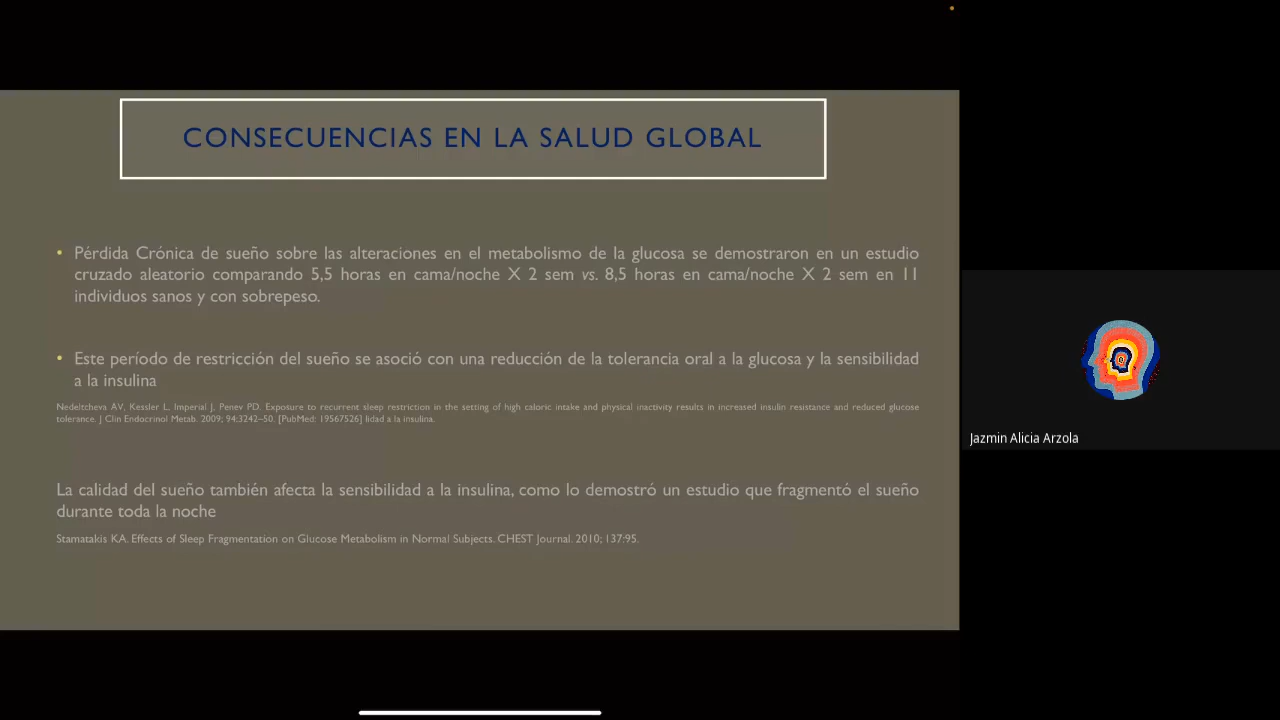 CONSECUENCIAS EN LA SALUD GLOBAL
• Pérdida Crónica de sueño sobre las alteraciones en el metabolismo de la glucosa se demostraron en un estudio
cruzado aleatorio comparando 5,5 horas en cama/noche X 2 sem vs. 8,5 horas en cama/noche X 2 sem en 11
individuos sanos y con sobrepeso.
• Este período de restricción del sueño se asoció con una reducción de la tolerancia oral a la glucosa y la sensibilidad
a la insulina
Nedeltcheva AV, Kessler L, Imperial J, Penev PD. Exposure to recurrent sleep restriction in the setting of high caloric intake and physical inactivity results in increased insulin resistance and reduced glucose
tolerance. J Clin Endocrinol Metab. 2009; 94:3242–50. [PubMed: 19567526] lidad a la insulina.
La calidad del sueño también afecta la sensibilidad a la insulina, como lo demostró un estudio que fragmentó el sueño
durante toda la noche
Stamatakis KA. Effects of Sleep Fragmentation on Glucose Metabolism in Normal Subjects. CHEST Journal. 2010; 137:95.
Jazmin Alicia Arzola